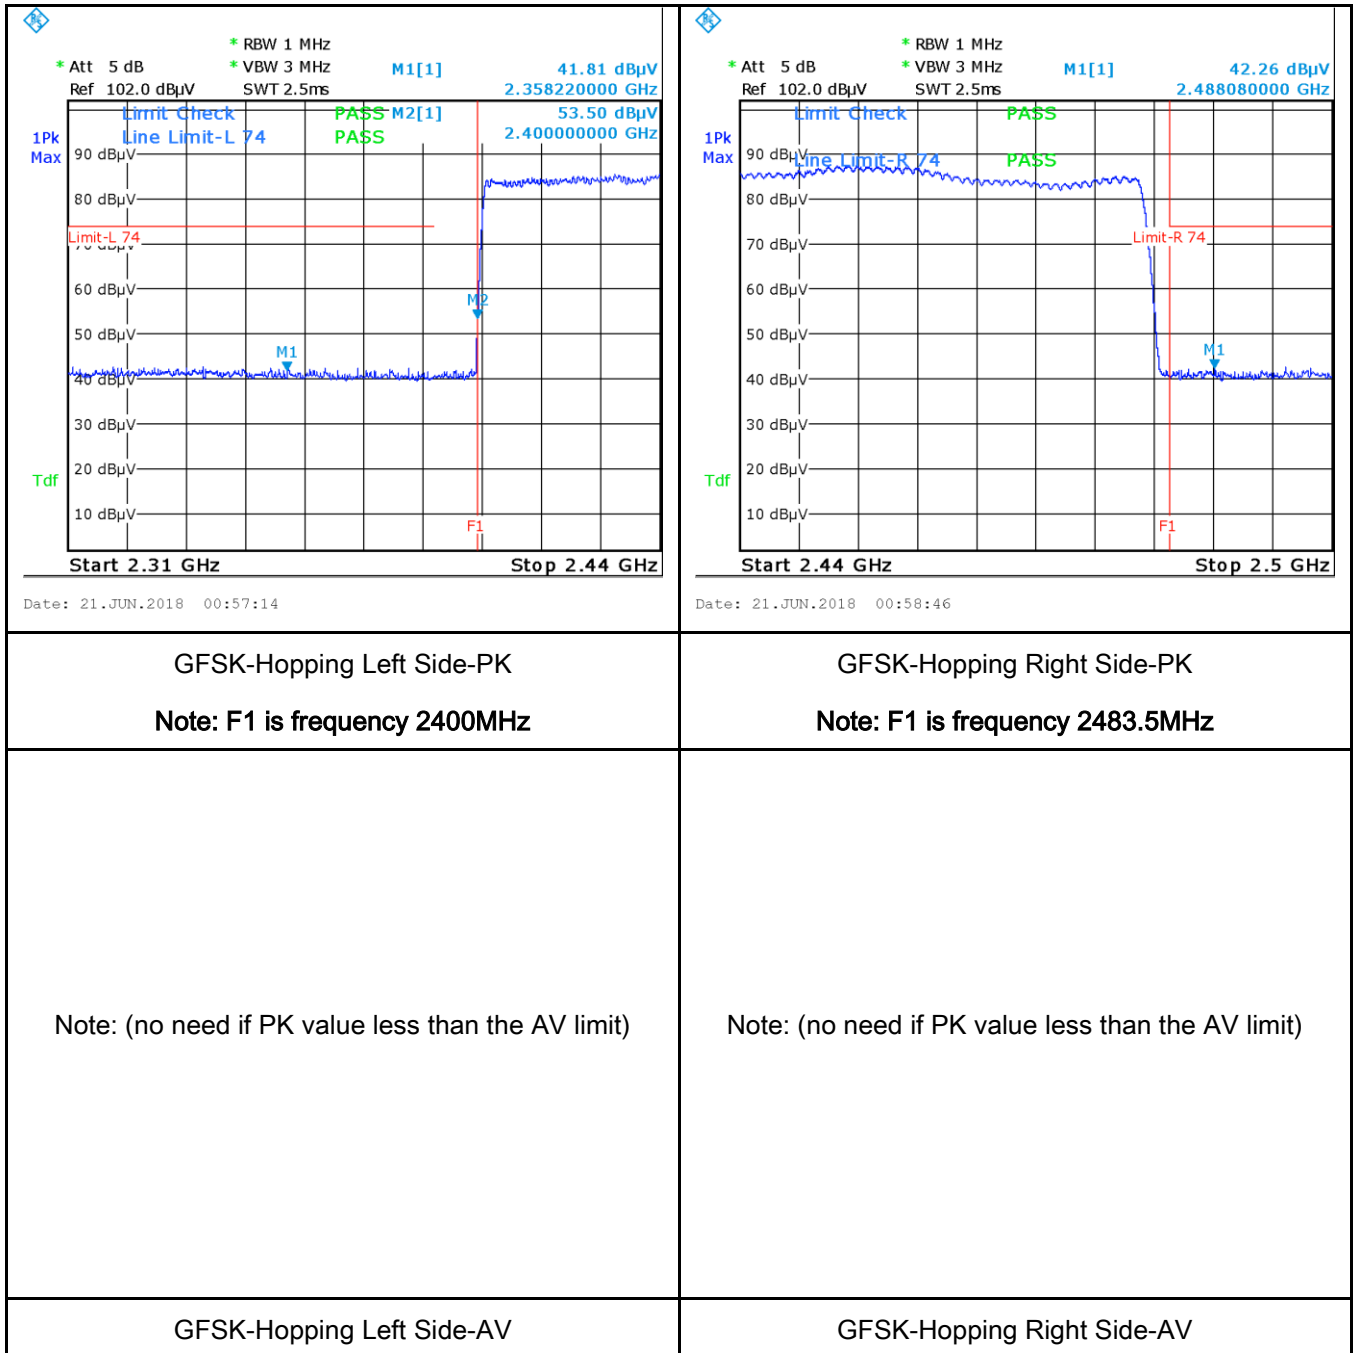 * RBW 1 MHz
* Att 5 dB * VBW 3 MHz M1[1] 41.81 dBµV
Ref 102.0 dBµV SWT 2.5ms 2.358220000 GHz
Limit Check PASS M2[1] 53.50 dBµV
1Pk Line Limit-L 74 PASS 2.400000000 GHz
Max 90 dBµV
80 dBµV
Limit-L 74
70 dBµV
60 dBµV
M2
50 dBµV
M1
40 dBµV
30 dBµV
Tdf 20 dBµV
10 dBµV
F1
Start 2.31 GHz Stop 2.44 GHz
Date: 21.JUN.2018 00:57:14
GFSK-Hopping Left Side-PK
Note: F1 is frequency 2400MHz
* RBW 1 MHz
* Att 5 dB * VBW 3 MHz M1[1] 42.26 dBµV
Ref 102.0 dBµV SWT 2.5ms 2.488080000 GHz
Limit Check PASS
1Pk
Max 90 dBµV Line Limit-R 74 PASS
80 dBµV
70 dBµV Limit-R 74
60 dBµV
50 dBµV
M1
40 dBµV
30 dBµV
Tdf 20 dBµV
10 dBµV
F1
Start 2.44 GHz Stop 2.5 GHz
Date: 21.JUN.2018 00:58:46
GFSK-Hopping Right Side-PK
Note: F1 is frequency 2483.5MHz
Note: (no need if PK value less than the AV limit)
Note: (no need if PK value less than the AV limit)
GFSK-Hopping Left Side-AV
GFSK-Hopping Right Side-AV